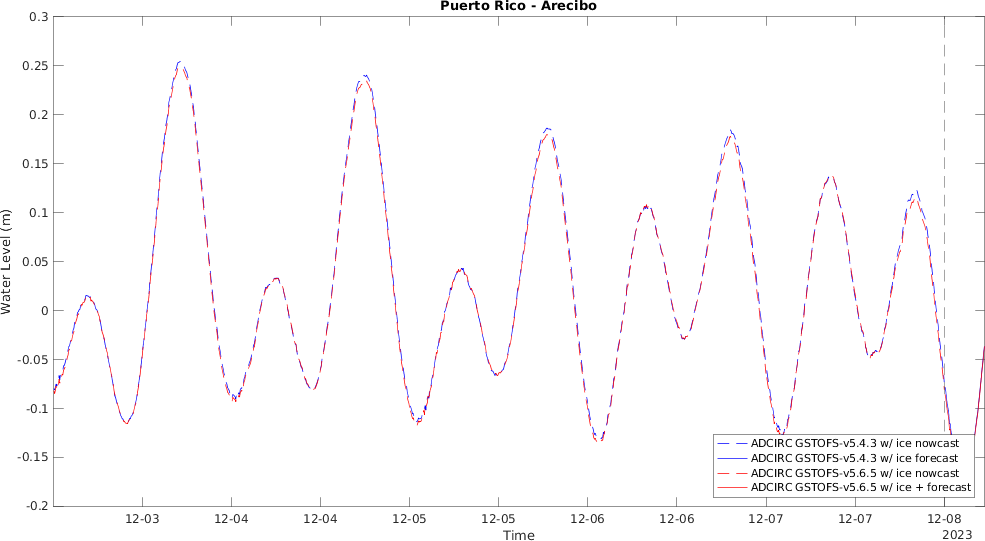 Puerto Rico - Arecibo
0.3
0.25
0.2
0.15
0.1
0.05
0
-0.05
-0.1
-0.15
-0.2
Water Level (m)
ADCIRC GSTOFS-v5.4.3 w/ ice nowcast
ADCIRC GSTOFS-v5.4.3 w/ ice forecast
ADCIRC GSTOFS-v5.6.5 w/ ice nowcast
ADCIRC GSTOFS-v5.6.5 w/ ice + forecast
12-03 12-04 12-04 12-05 12-05 12-06 12-06 12-07 12-07 12-08
Time 2023